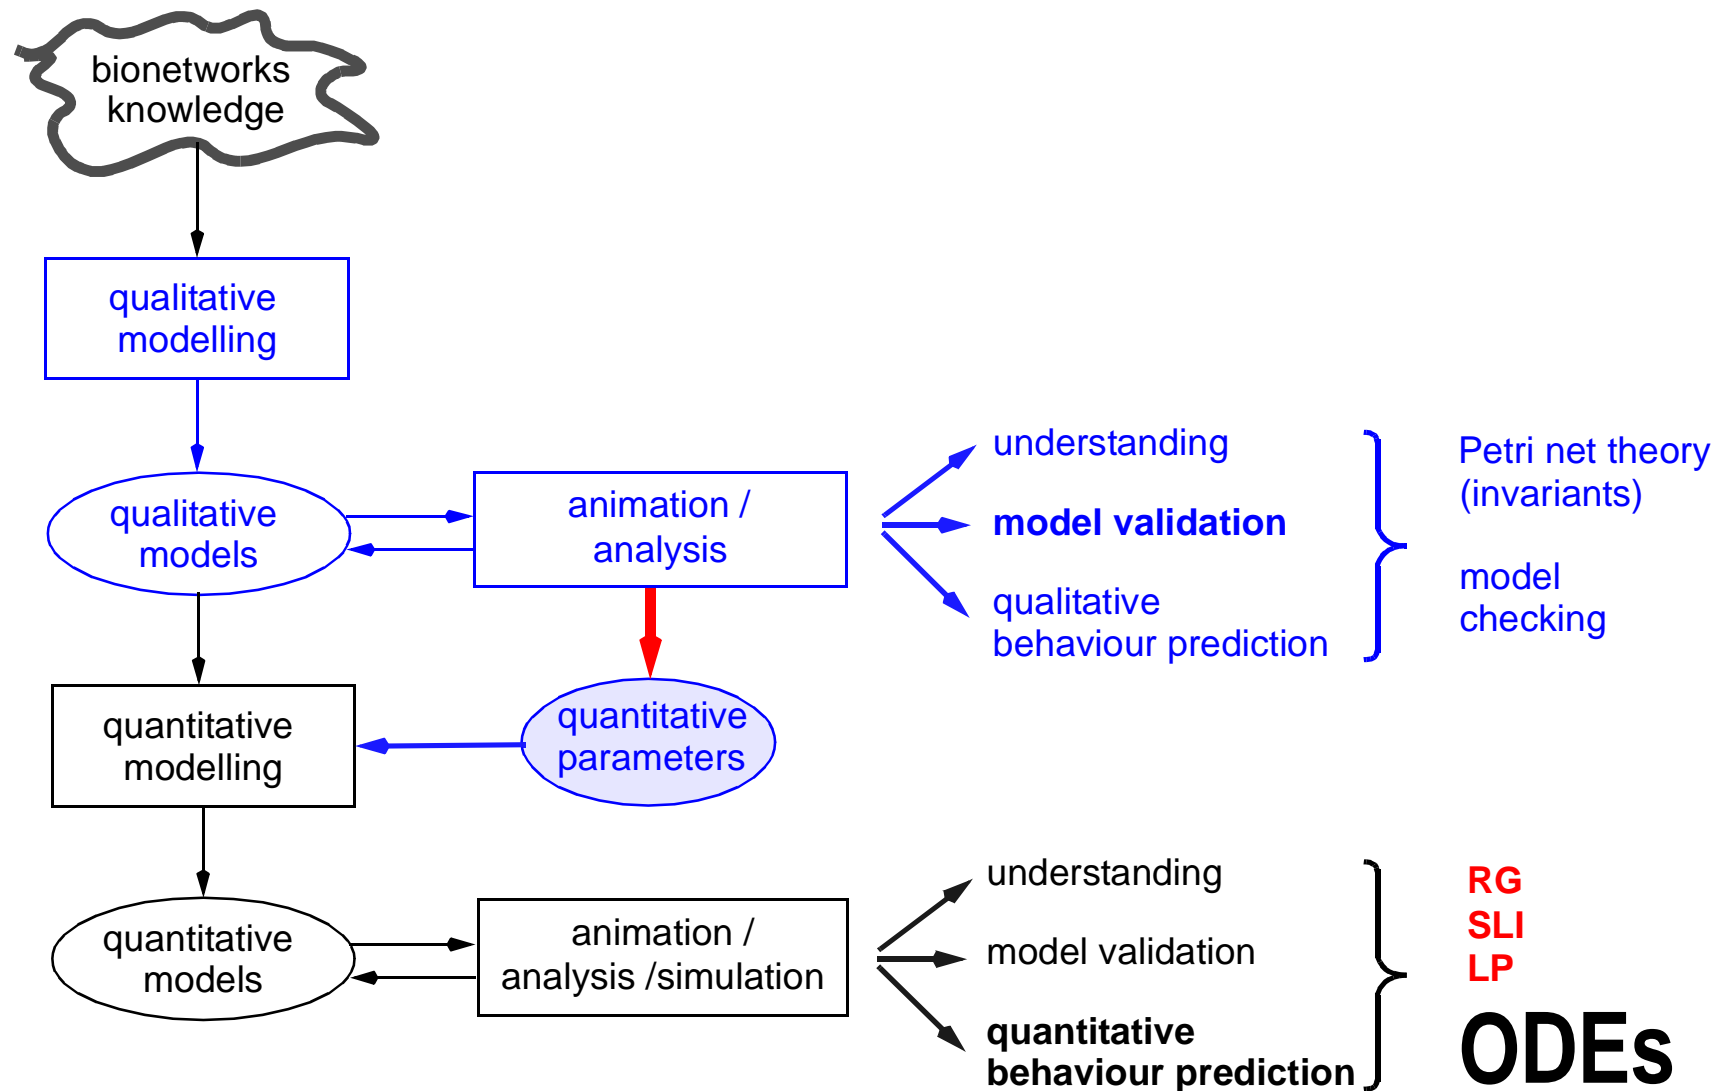 bionetworks
knowledge
qualitative
modelling
qualitative
models
animation /
analysis
understanding
model validation
qualitative
behaviour prediction
Petri net theory
(invariants)
model
checking
quantitative
modelling
quantitative
parameters
quantitative
models
animation /
analysis /simulation
understanding
model validation
quantitative
behaviour prediction
RG
SLI
LP
ODEs